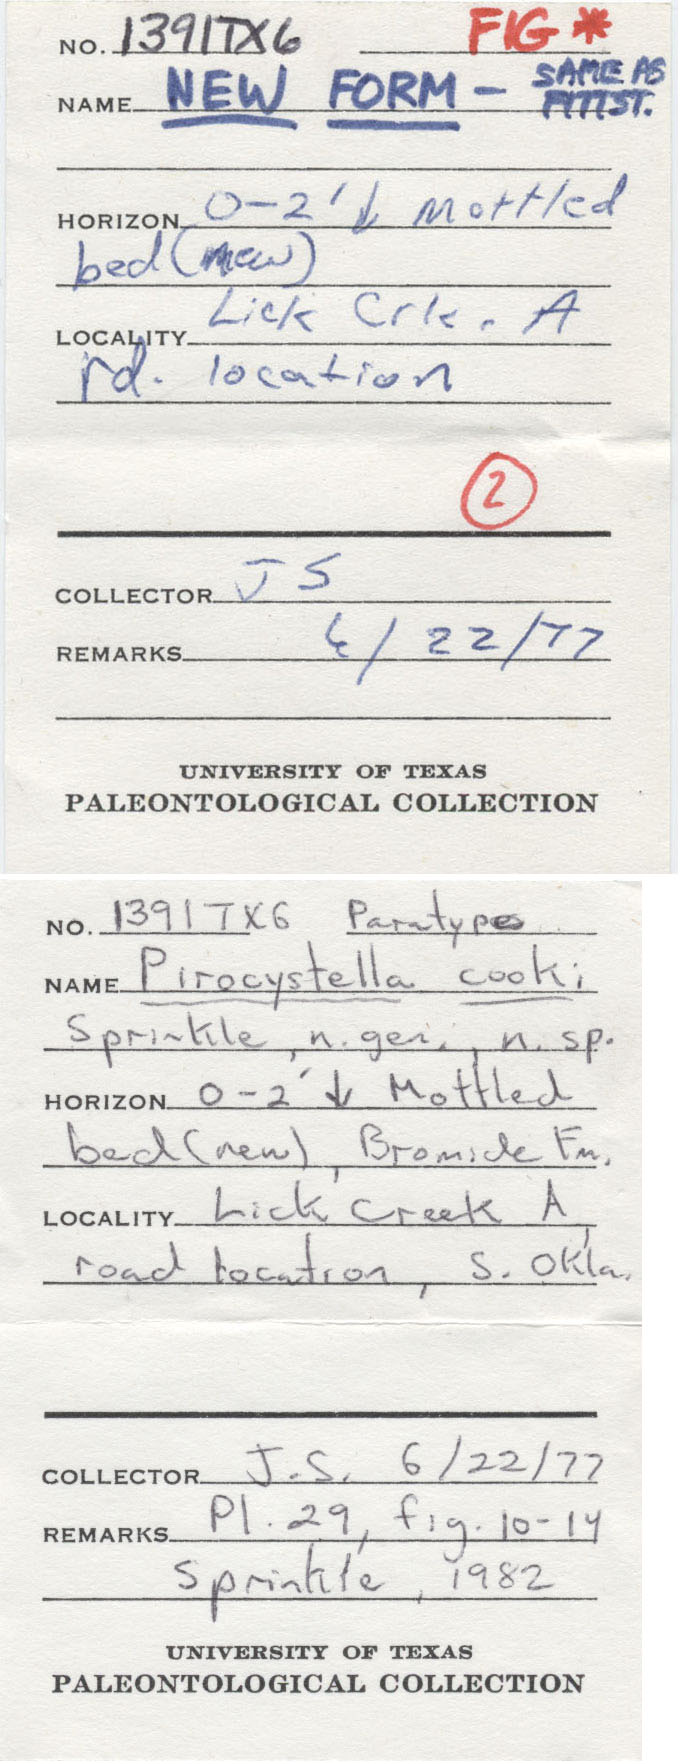 NO. 1391TX6 FIG *
NAME NEW FORM - SAME AS
PITTST.
HORIZON 0-2' ↓ Mottled
bed (new)
LOCALITY Lick Crk. A
rd. location
2
COLLECTOR JS
REMARKS 6/22/77
UNIVERSITY OF TEXAS
PALEONTOLOGICAL COLLECTION
NO. 1391TX6 Paratypes
NAME Pirocystella cooki
Sprinkle, n. gen., n. sp.
HORIZON 0-2' ↓ Mottled
bed (new), Bromide Fm.
LOCALITY Lick Creek A,
road location, S. Okla.
COLLECTOR J.S. 6/22/77
REMARKS Pl. 29, fig. 10-14
Sprinkle, 1982
UNIVERSITY OF TEXAS
PALEONTOLOGICAL COLLECTION